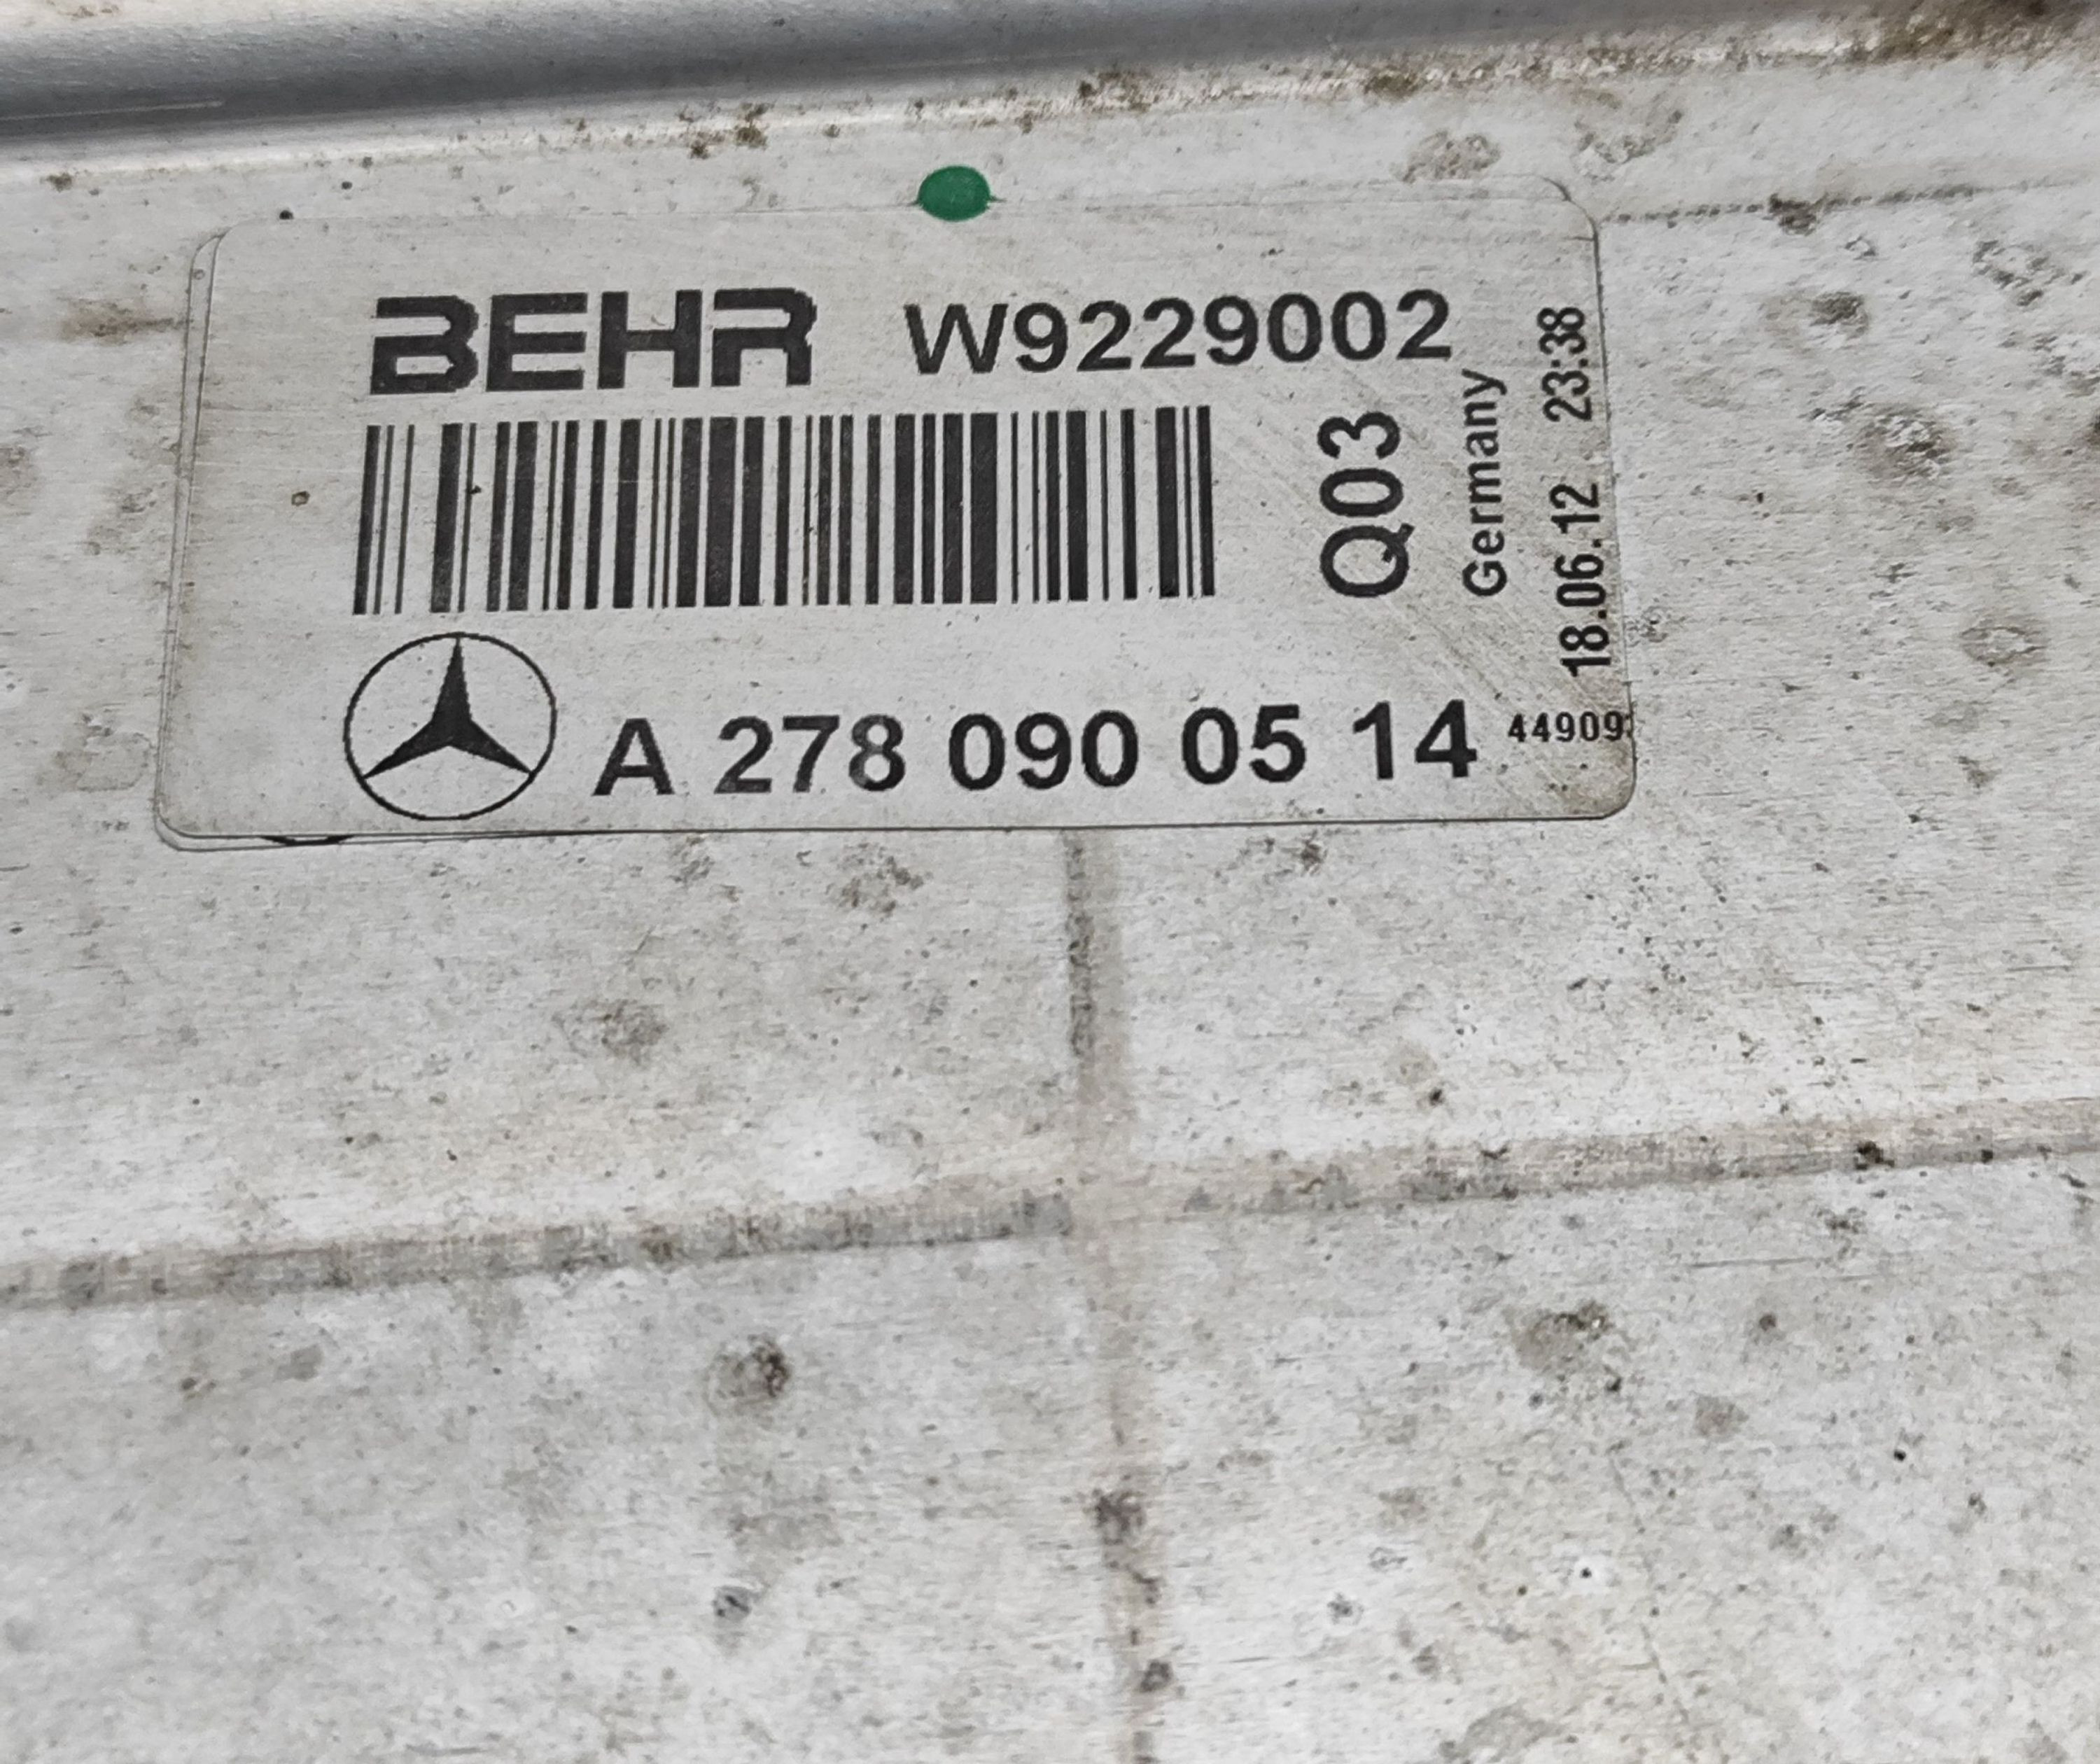 BEHR W9229002
Q03
Germany
18.06.12 23:38
A 278 090 05 14